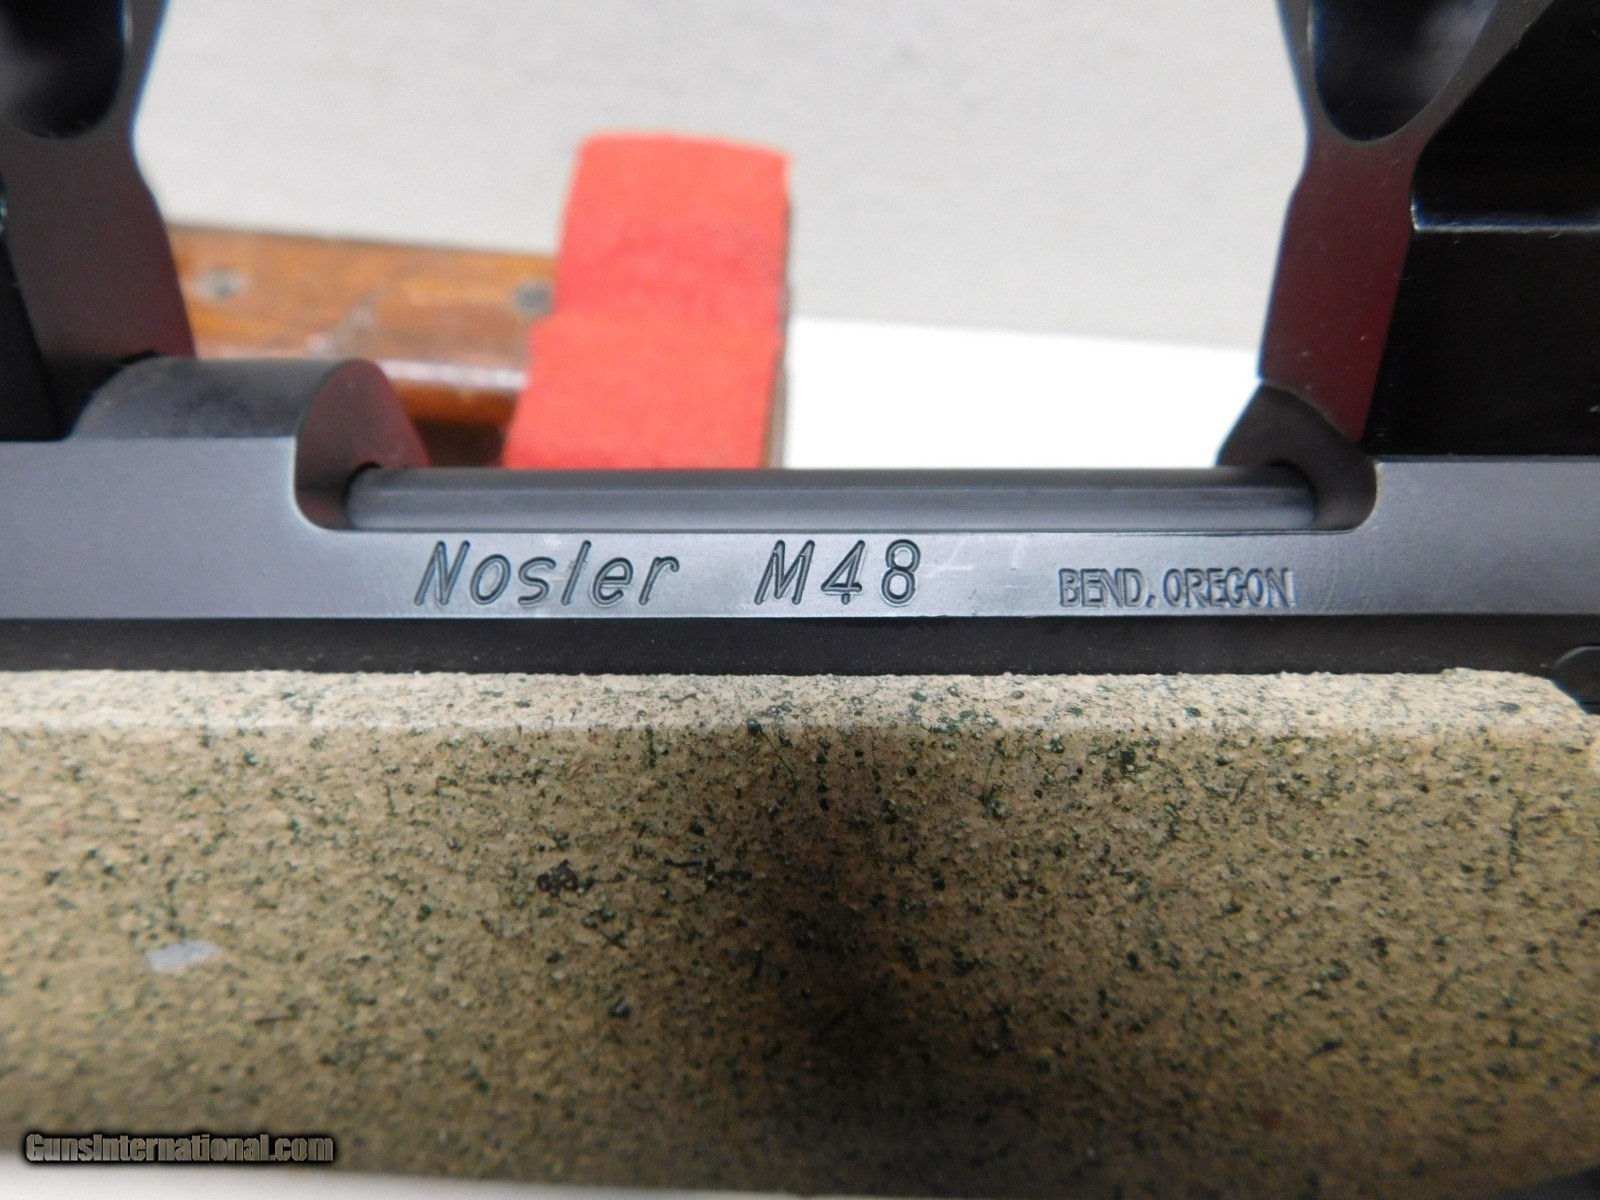 Nosler M48 BEND, OREGON
GunsInternational.com